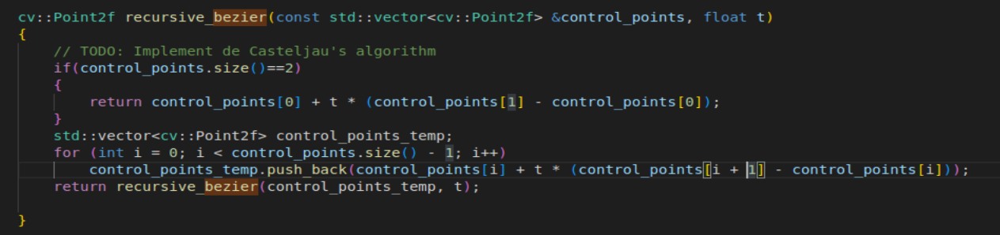 cv::Point2f recursive_bezier(const std::vector<cv::Point2f> &control_points, float t)
{
    // TODO: Implement de Casteljau's algorithm
    if(control_points.size()==2)
    {
        return control_points[0] + t * (control_points[1] - control_points[0]);
    }
    std::vector<cv::Point2f> control_points_temp;
    for (int i = 0; i < control_points.size() - 1; i++)
        control_points_temp.push_back(control_points[i] + t * (control_points[i + 1] - control_points[i]));
    return recursive_bezier(control_points_temp, t);
}